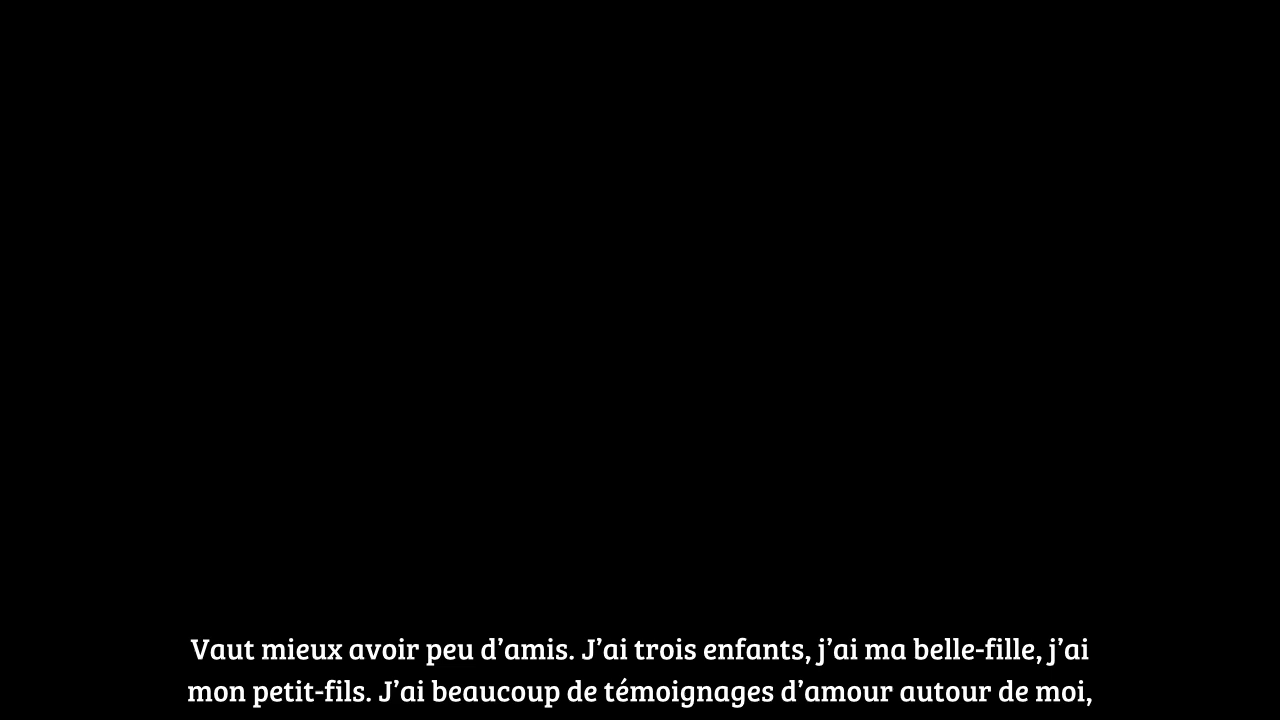 Vaut mieux avoir peu d’amis. J’ai trois enfants, j’ai ma belle-fille, j’ai
mon petit-fils. J’ai beaucoup de témoignages d’amour autour de moi,